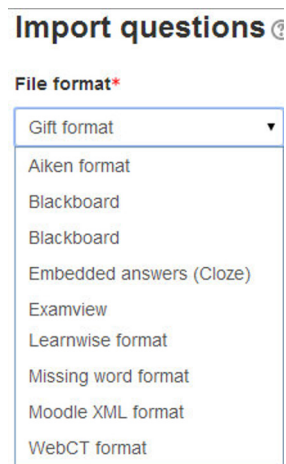 Import questions
File format*
Gift format
Aiken format
Blackboard
Blackboard
Embedded answers (Cloze)
Examview
Learnwise format
Missing word format
Moodle XML format
WebCT format